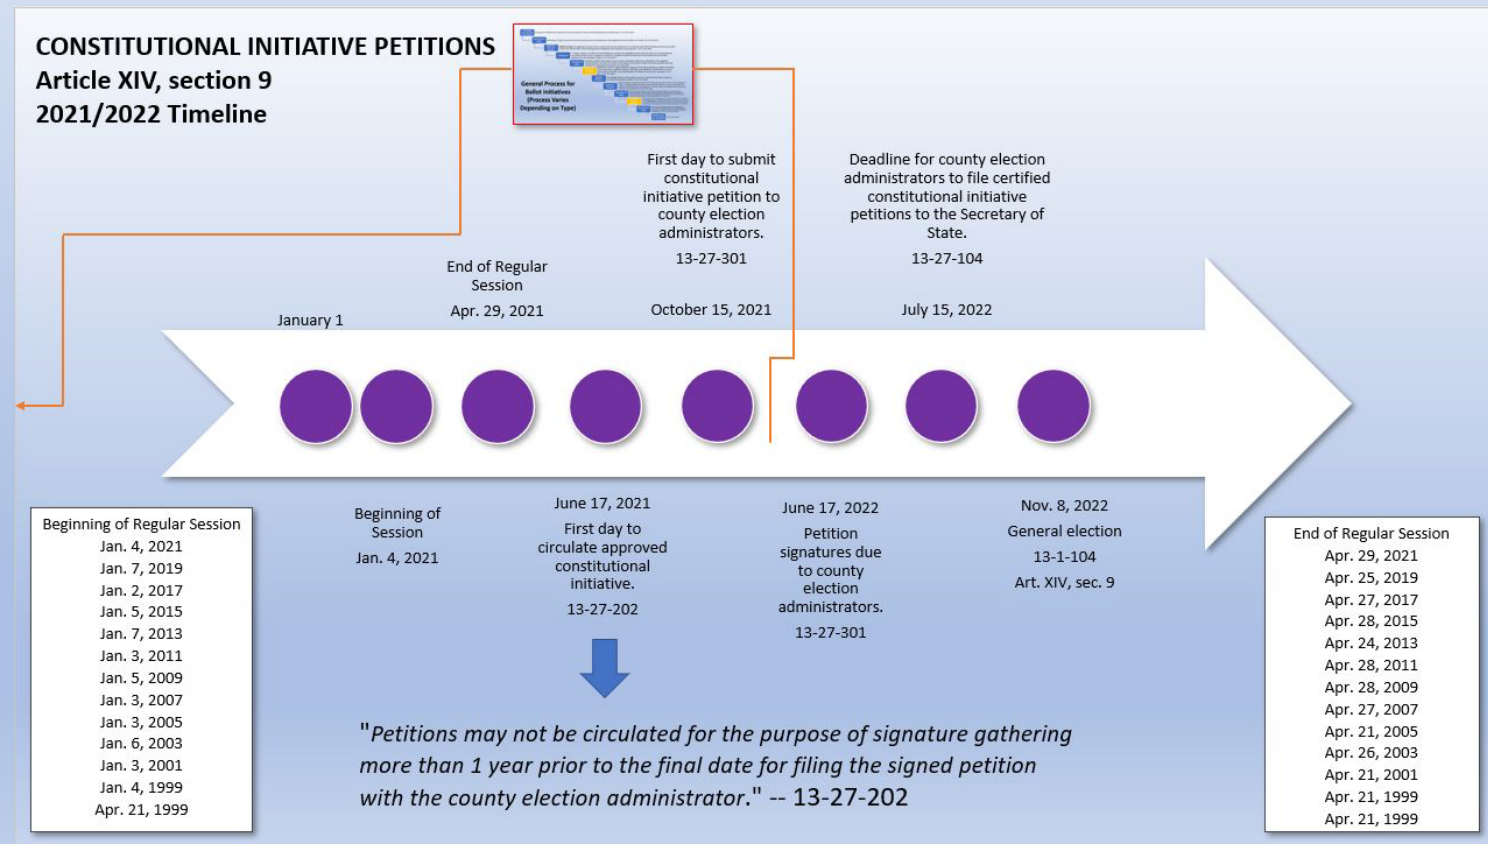 CONSTITUTIONAL INITIATIVE PETITIONS
Article XIV, section 9
2021/2022 Timeline
General Process for
Ballot Initiatives
(Process Varies
Depending on Type)
January 1
End of Regular
Session
Apr. 29, 2021
First day to submit
constitutional
initiative petition to
county election
administrators.
13-27-301
October 15, 2021
Deadline for county election
administrators to file certified
constitutional initiative
petitions to the Secretary of
State.
13-27-104
July 15, 2022
Beginning of
Session
Jan. 4, 2021
June 17, 2021
First day to
circulate approved
constitutional
initiative.
13-27-202
June 17, 2022
Petition
signatures due
to county
election
administrators.
13-27-301
Nov. 8, 2022
General election
13-1-104
Art. XIV, sec. 9
Beginning of Regular Session
Jan. 4, 2021
Jan. 7, 2019
Jan. 2, 2017
Jan. 5, 2015
Jan. 7, 2013
Jan. 3, 2011
Jan. 5, 2009
Jan. 3, 2007
Jan. 3, 2005
Jan. 6, 2003
Jan. 3, 2001
Jan. 4, 1999
Apr. 21, 1999
"Petitions may not be circulated for the purpose of signature gathering
more than 1 year prior to the final date for filing the signed petition
with the county election administrator." -- 13-27-202
End of Regular Session
Apr. 29, 2021
Apr. 25, 2019
Apr. 27, 2017
Apr. 28, 2015
Apr. 24, 2013
Apr. 28, 2011
Apr. 28, 2009
Apr. 27, 2007
Apr. 21, 2005
Apr. 26, 2003
Apr. 21, 2001
Apr. 21, 1999
Apr. 21, 1999